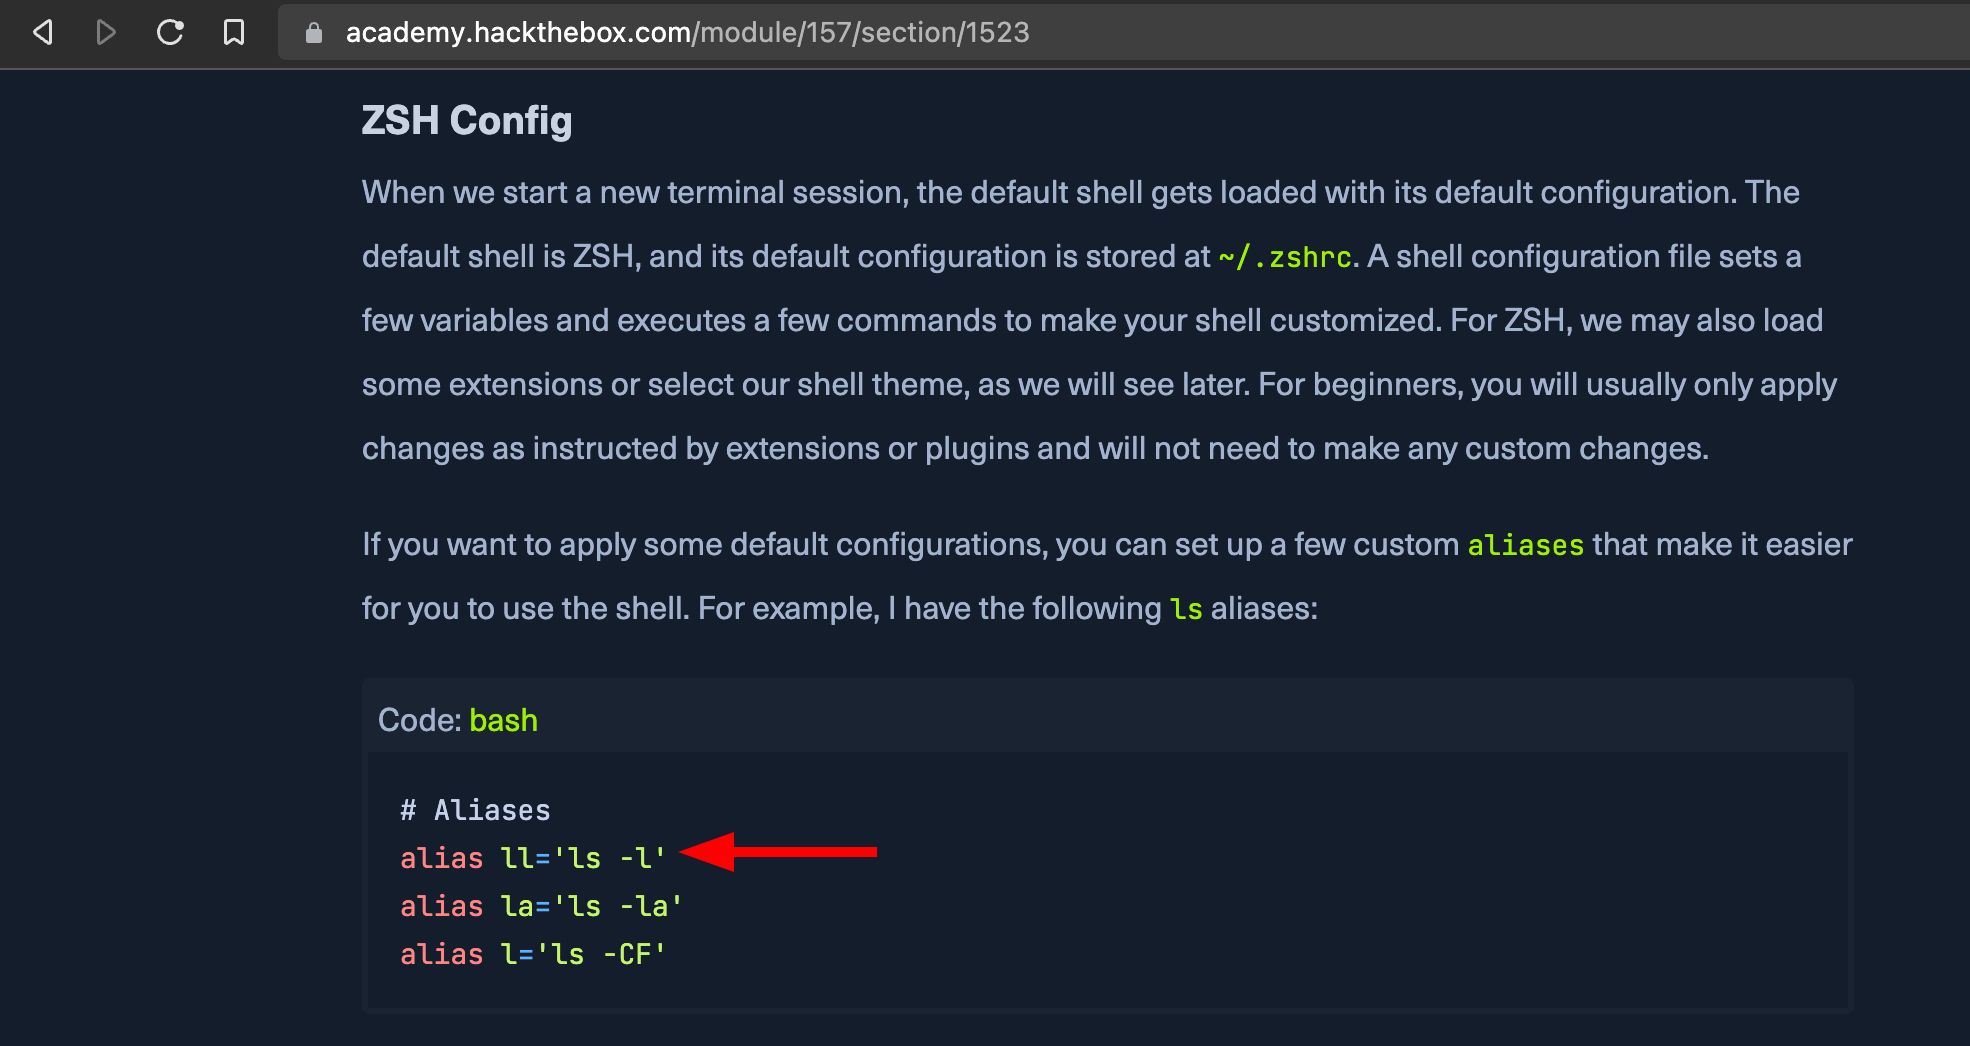 academy.hackthebox.com/module/157/section/1523
ZSH Config
When we start a new terminal session, the default shell gets loaded with its default configuration. The
default shell is ZSH, and its default configuration is stored at ~/.zshrc. A shell configuration file sets a
few variables and executes a few commands to make your shell customized. For ZSH, we may also load
some extensions or select our shell theme, as we will see later. For beginners, you will usually only apply
changes as instructed by extensions or plugins and will not need to make any custom changes.
If you want to apply some default configurations, you can set up a few custom aliases that make it easier
for you to use the shell. For example, I have the following ls aliases:
Code: bash
# Aliases
alias ll='ls -l'
alias la='ls -la'
alias l='ls -CF'